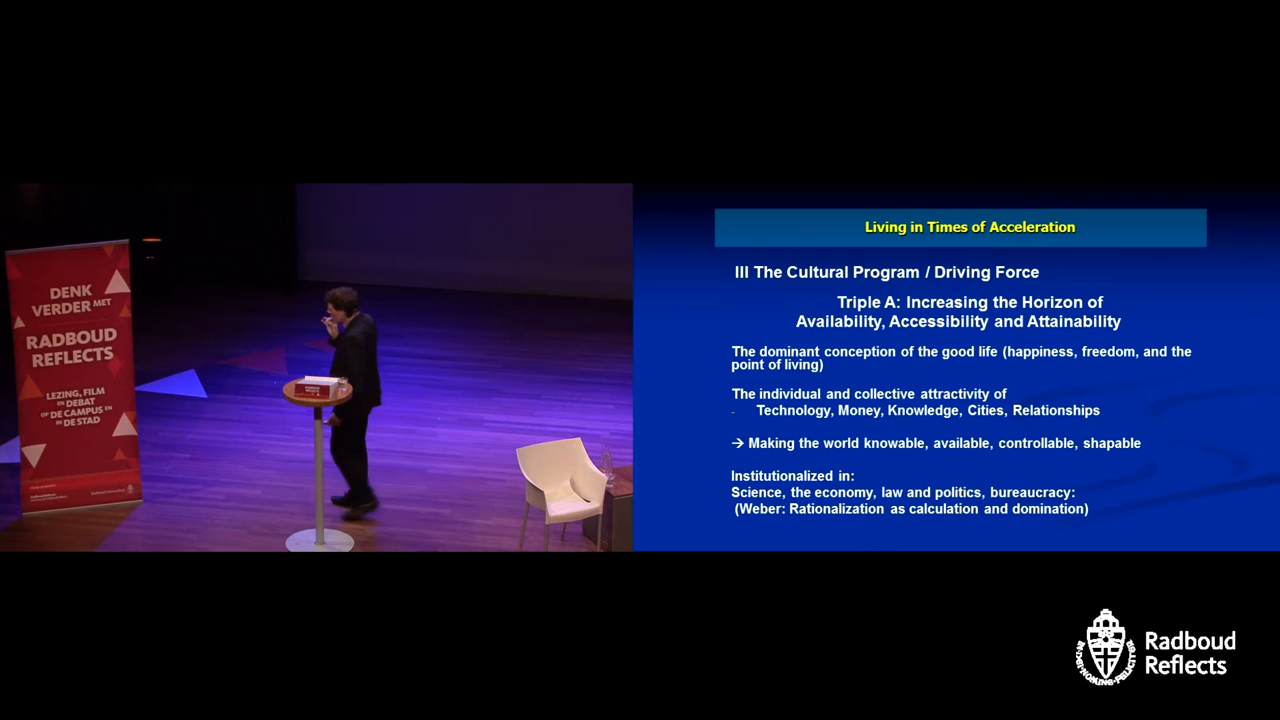 DENK
VERDER MET
RADBOUD
REFLECTS
LEZING, FILM
EN DEBAT
OP DE CAMPUS EN
IN DE STAD
Living in Times of Acceleration
III The Cultural Program / Driving Force
Triple A: Increasing the Horizon of
Availability, Accessibility and Attainability
The dominant conception of the good life (happiness, freedom, and the
point of living)
The individual and collective attractivity of
- Technology, Money, Knowledge, Cities, Relationships
→ Making the world knowable, available, controllable, shapable
Institutionalized in:
Science, the economy, law and politics, bureaucracy:
(Weber: Rationalization as calculation and domination)
Radboud
Reflects